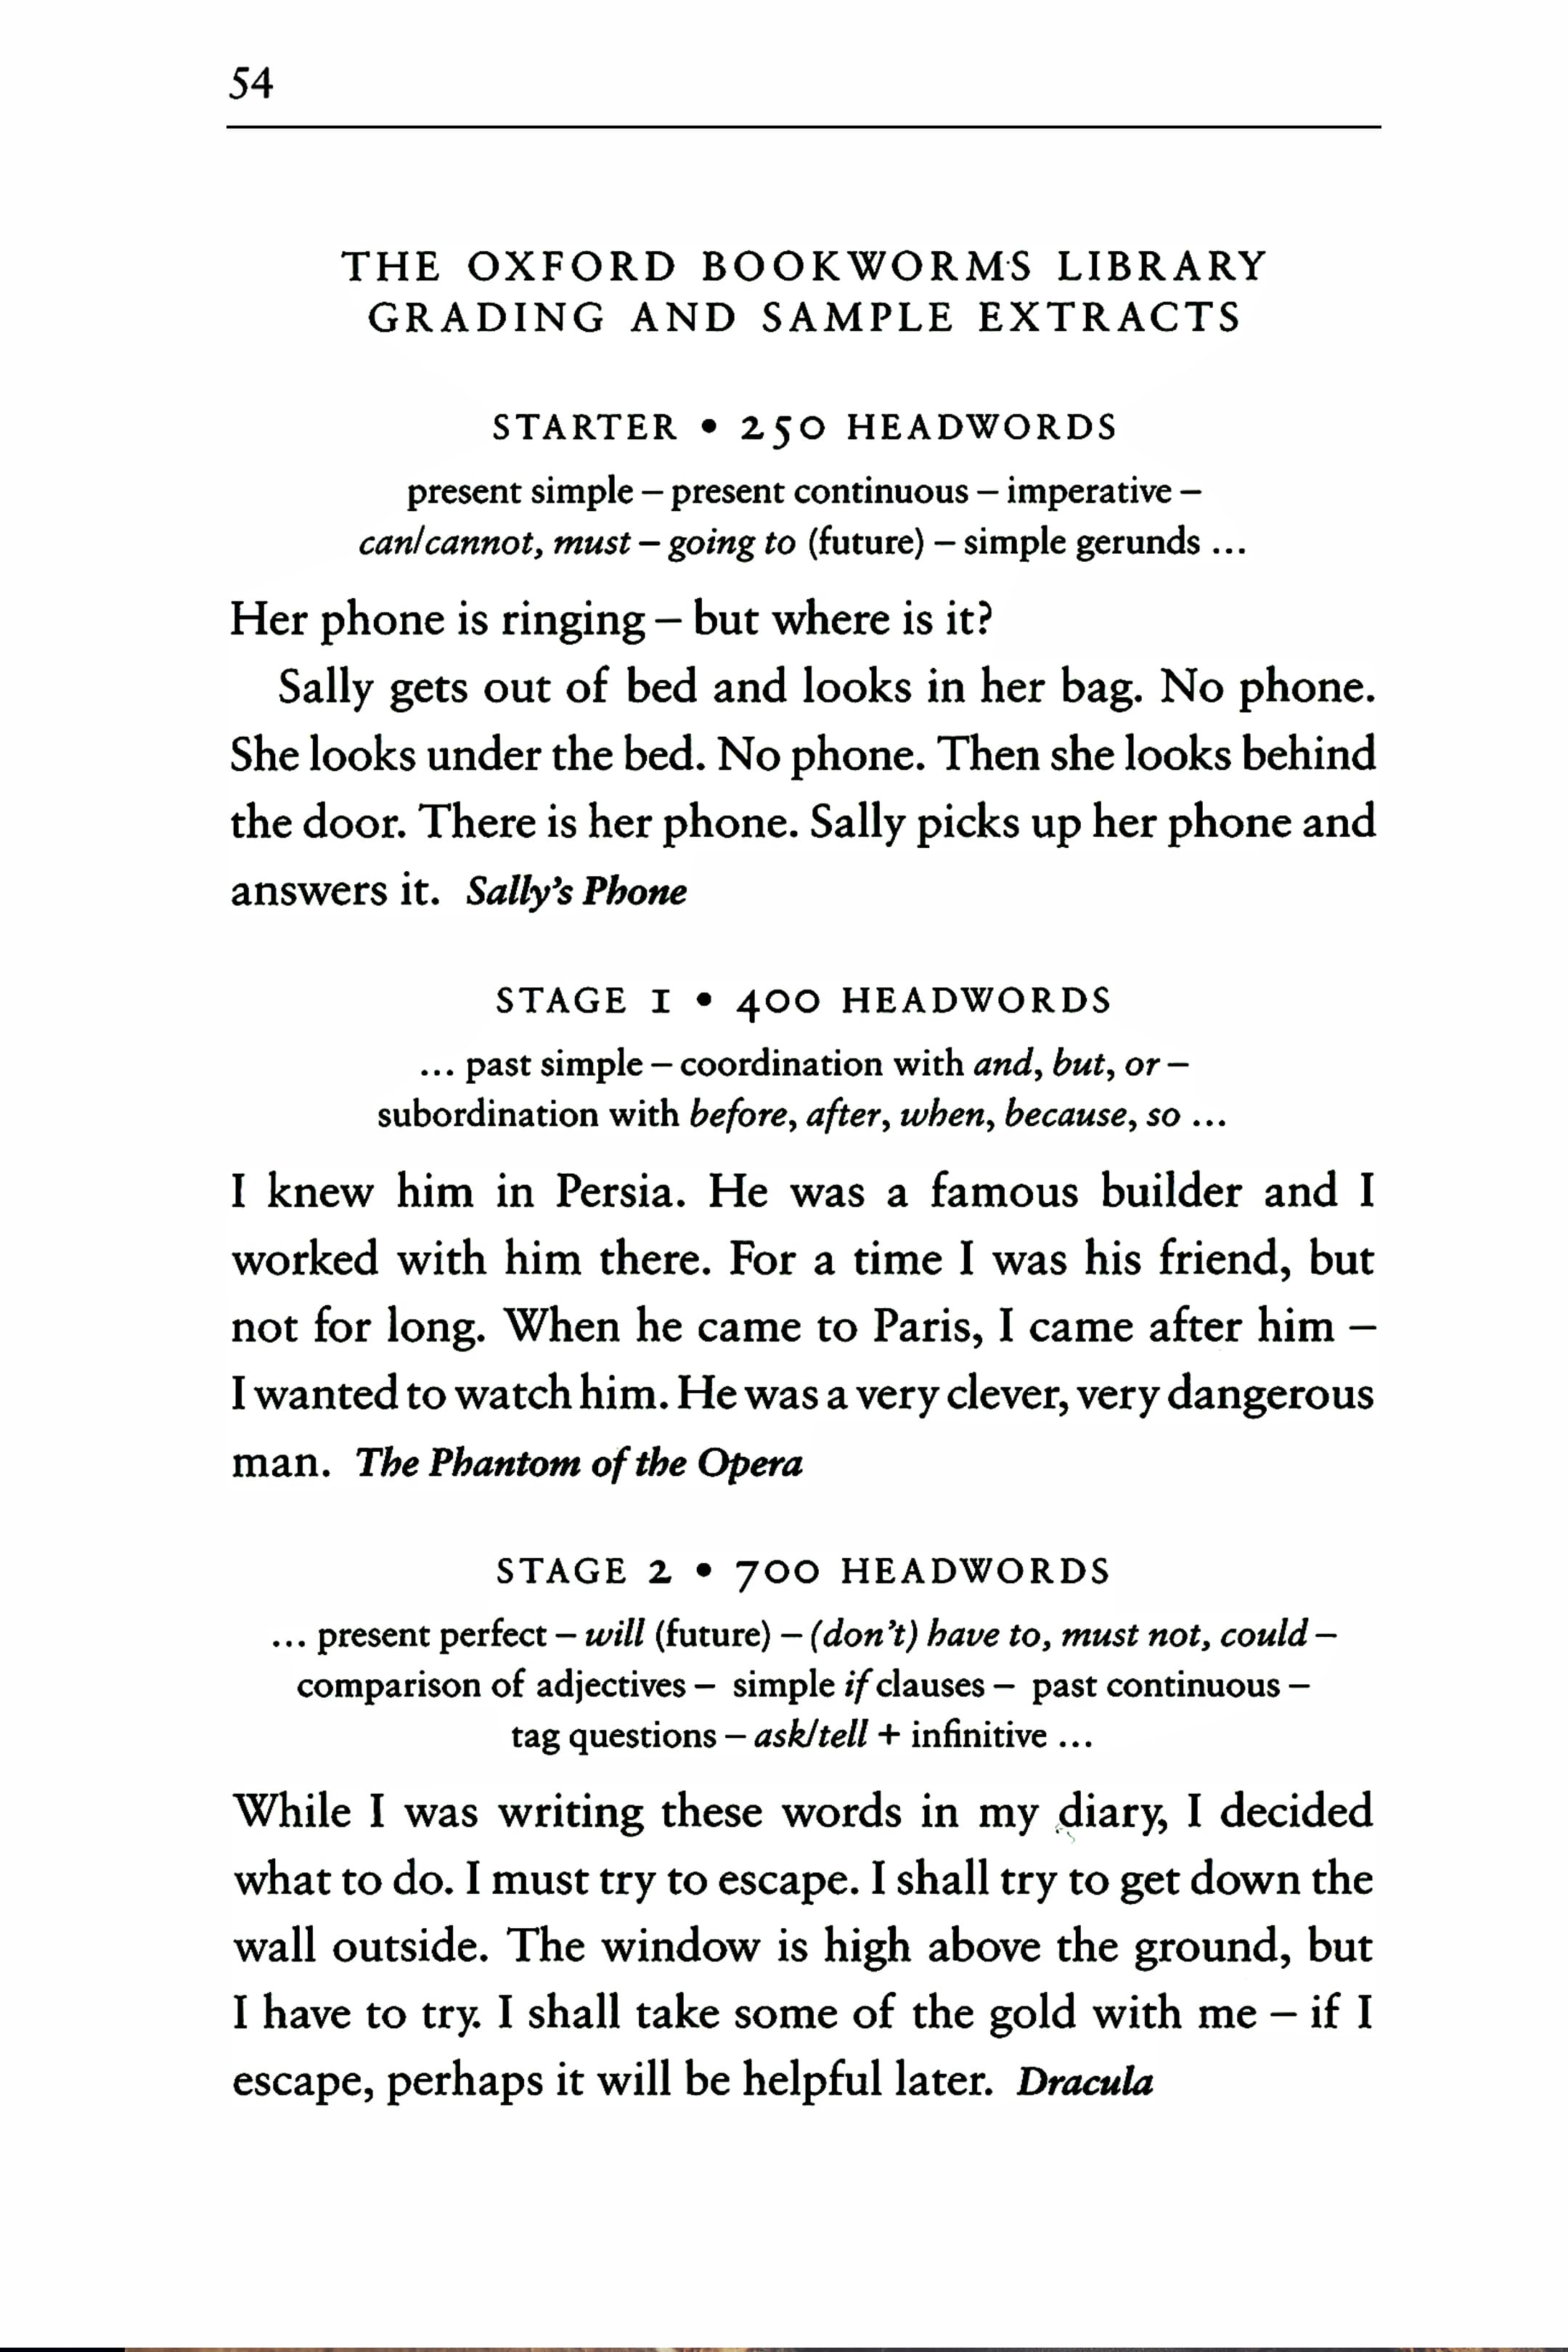 54
THE OXFORD BOOKWORMS LIBRARY
GRADING AND SAMPLE EXTRACTS
STARTER • 250 HEADWORDS
present simple – present continuous – imperative –
can/cannot, must – going to (future) – simple gerunds ...
Her phone is ringing – but where is it?
Sally gets out of bed and looks in her bag. No phone.
She looks under the bed. No phone. Then she looks behind
the door. There is her phone. Sally picks up her phone and
answers it. Sally's Phone
STAGE 1 • 400 HEADWORDS
... past simple – coordination with and, but, or –
subordination with before, after, when, because, so ...
I knew him in Persia. He was a famous builder and I
worked with him there. For a time I was his friend, but
not for long. When he came to Paris, I came after him –
I wanted to watch him. He was a very clever, very dangerous
man. The Phantom of the Opera
STAGE 2 • 700 HEADWORDS
... present perfect – will (future) – (don't) have to, must not, could –
comparison of adjectives – simple if clauses – past continuous –
tag questions – ask/tell + infinitive ...
While I was writing these words in my diary, I decided
what to do. I must try to escape. I shall try to get down the
wall outside. The window is high above the ground, but
I have to try. I shall take some of the gold with me – if I
escape, perhaps it will be helpful later. Dracula